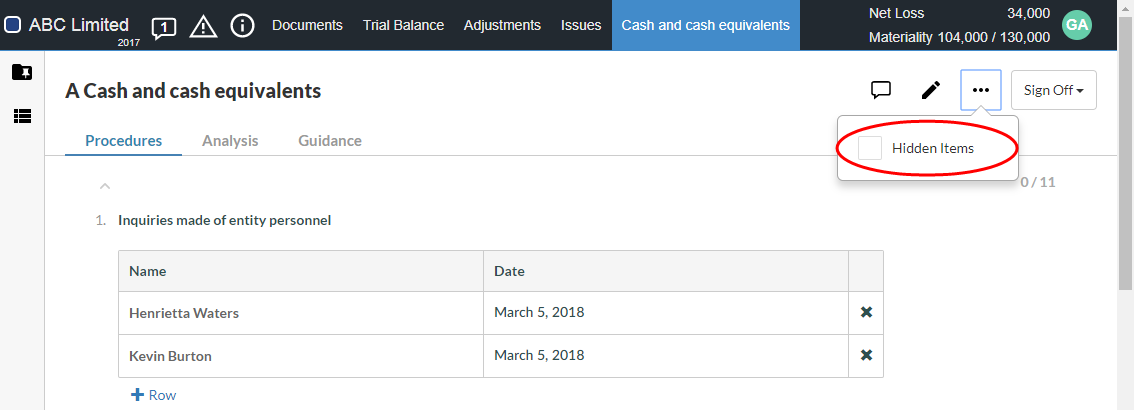 ABC Limited 1 Documents Trial Balance Adjustments Issues Cash and cash equivalents Net Loss 34,000 GA
2017 Materiality 104,000 / 130,000
A Cash and cash equivalents Sign Off
Procedures Analysis Guidance
Hidden Items
0 / 11
1. Inquiries made of entity personnel
Name Date
Henrietta Waters March 5, 2018
Kevin Burton March 5, 2018
Row